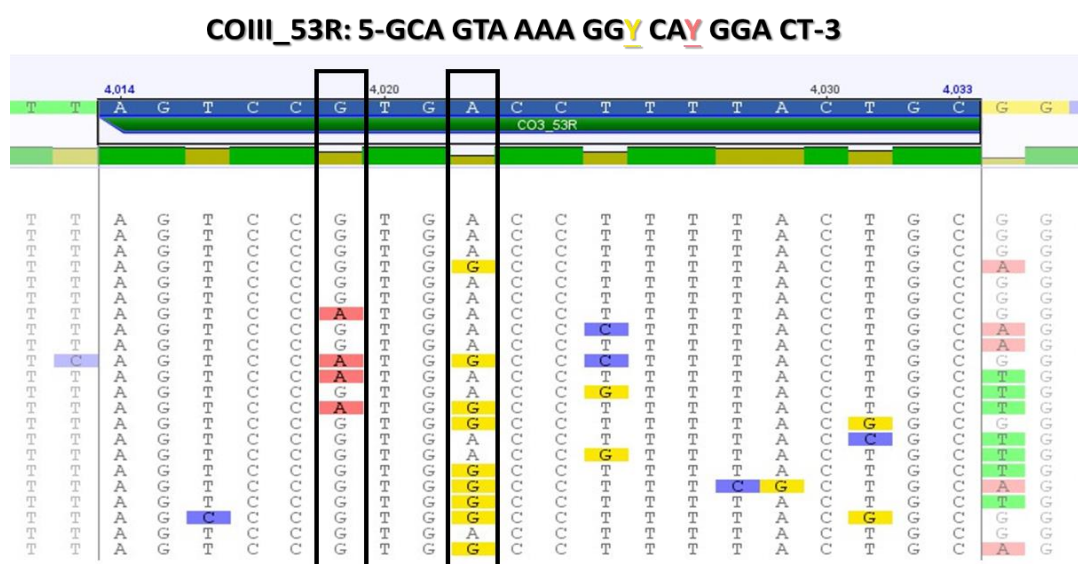 COIII_53R: 5-GCA GTA AAA GGY CAY GGA CT-3
4,014 4,020 4,030 4,033
T T A G T C C G T G A C C T T T T A C T G C G G
CO3_53R
T T A G T C C G T G A C C T T T T A C T G C G G
T T A G T C C G T G A C C T T T T A C T G C G G
T T A G T C C G T G A C C T T T T A C T G C G G
T T A G T C C G T G G C C T T T T A C T G C A G
T T A G T C C G T G A C C T T T T A C T G C G G
T T A G T C C G T G A C C T T T T A C T G C G G
T T A G T C C A T G A C C T T T T A C T G C G G
T T A G T C C G T G A C C C T T T A C T G C A G
T T A G T C C G T G A C C T T T T A C T G C A G
T C A G T C C A T G G C C C T T T A C T G C G G
T T A G T C C A T G A C C T T T T A C T G C T G
T T A G T C C G T G A C C G T T T A C T G C T G
T T A G T C C A T G G C C T T T T A C T G C T G
T T A G T C C G T G G C C T T T T A C G G C G G
T T A G T C C G T G A C C T T T T A C C G C T G
T T A G T C C G T G A C C G T T T A C T G C T G
T T A G T C C G T G G C C T T T T A C T G C T G
T T A G T C C G T G G C C T T T C G C T G C A G
T T A G T C C G T G G C C T T T T A C T G C T G
T T A G C C C G T G G C C T T T T A C G G C G G
T T A G T C C G T G A C C T T T T A C T G C G G
T T A G T C C G T G G C C T T T T A C T G C A G